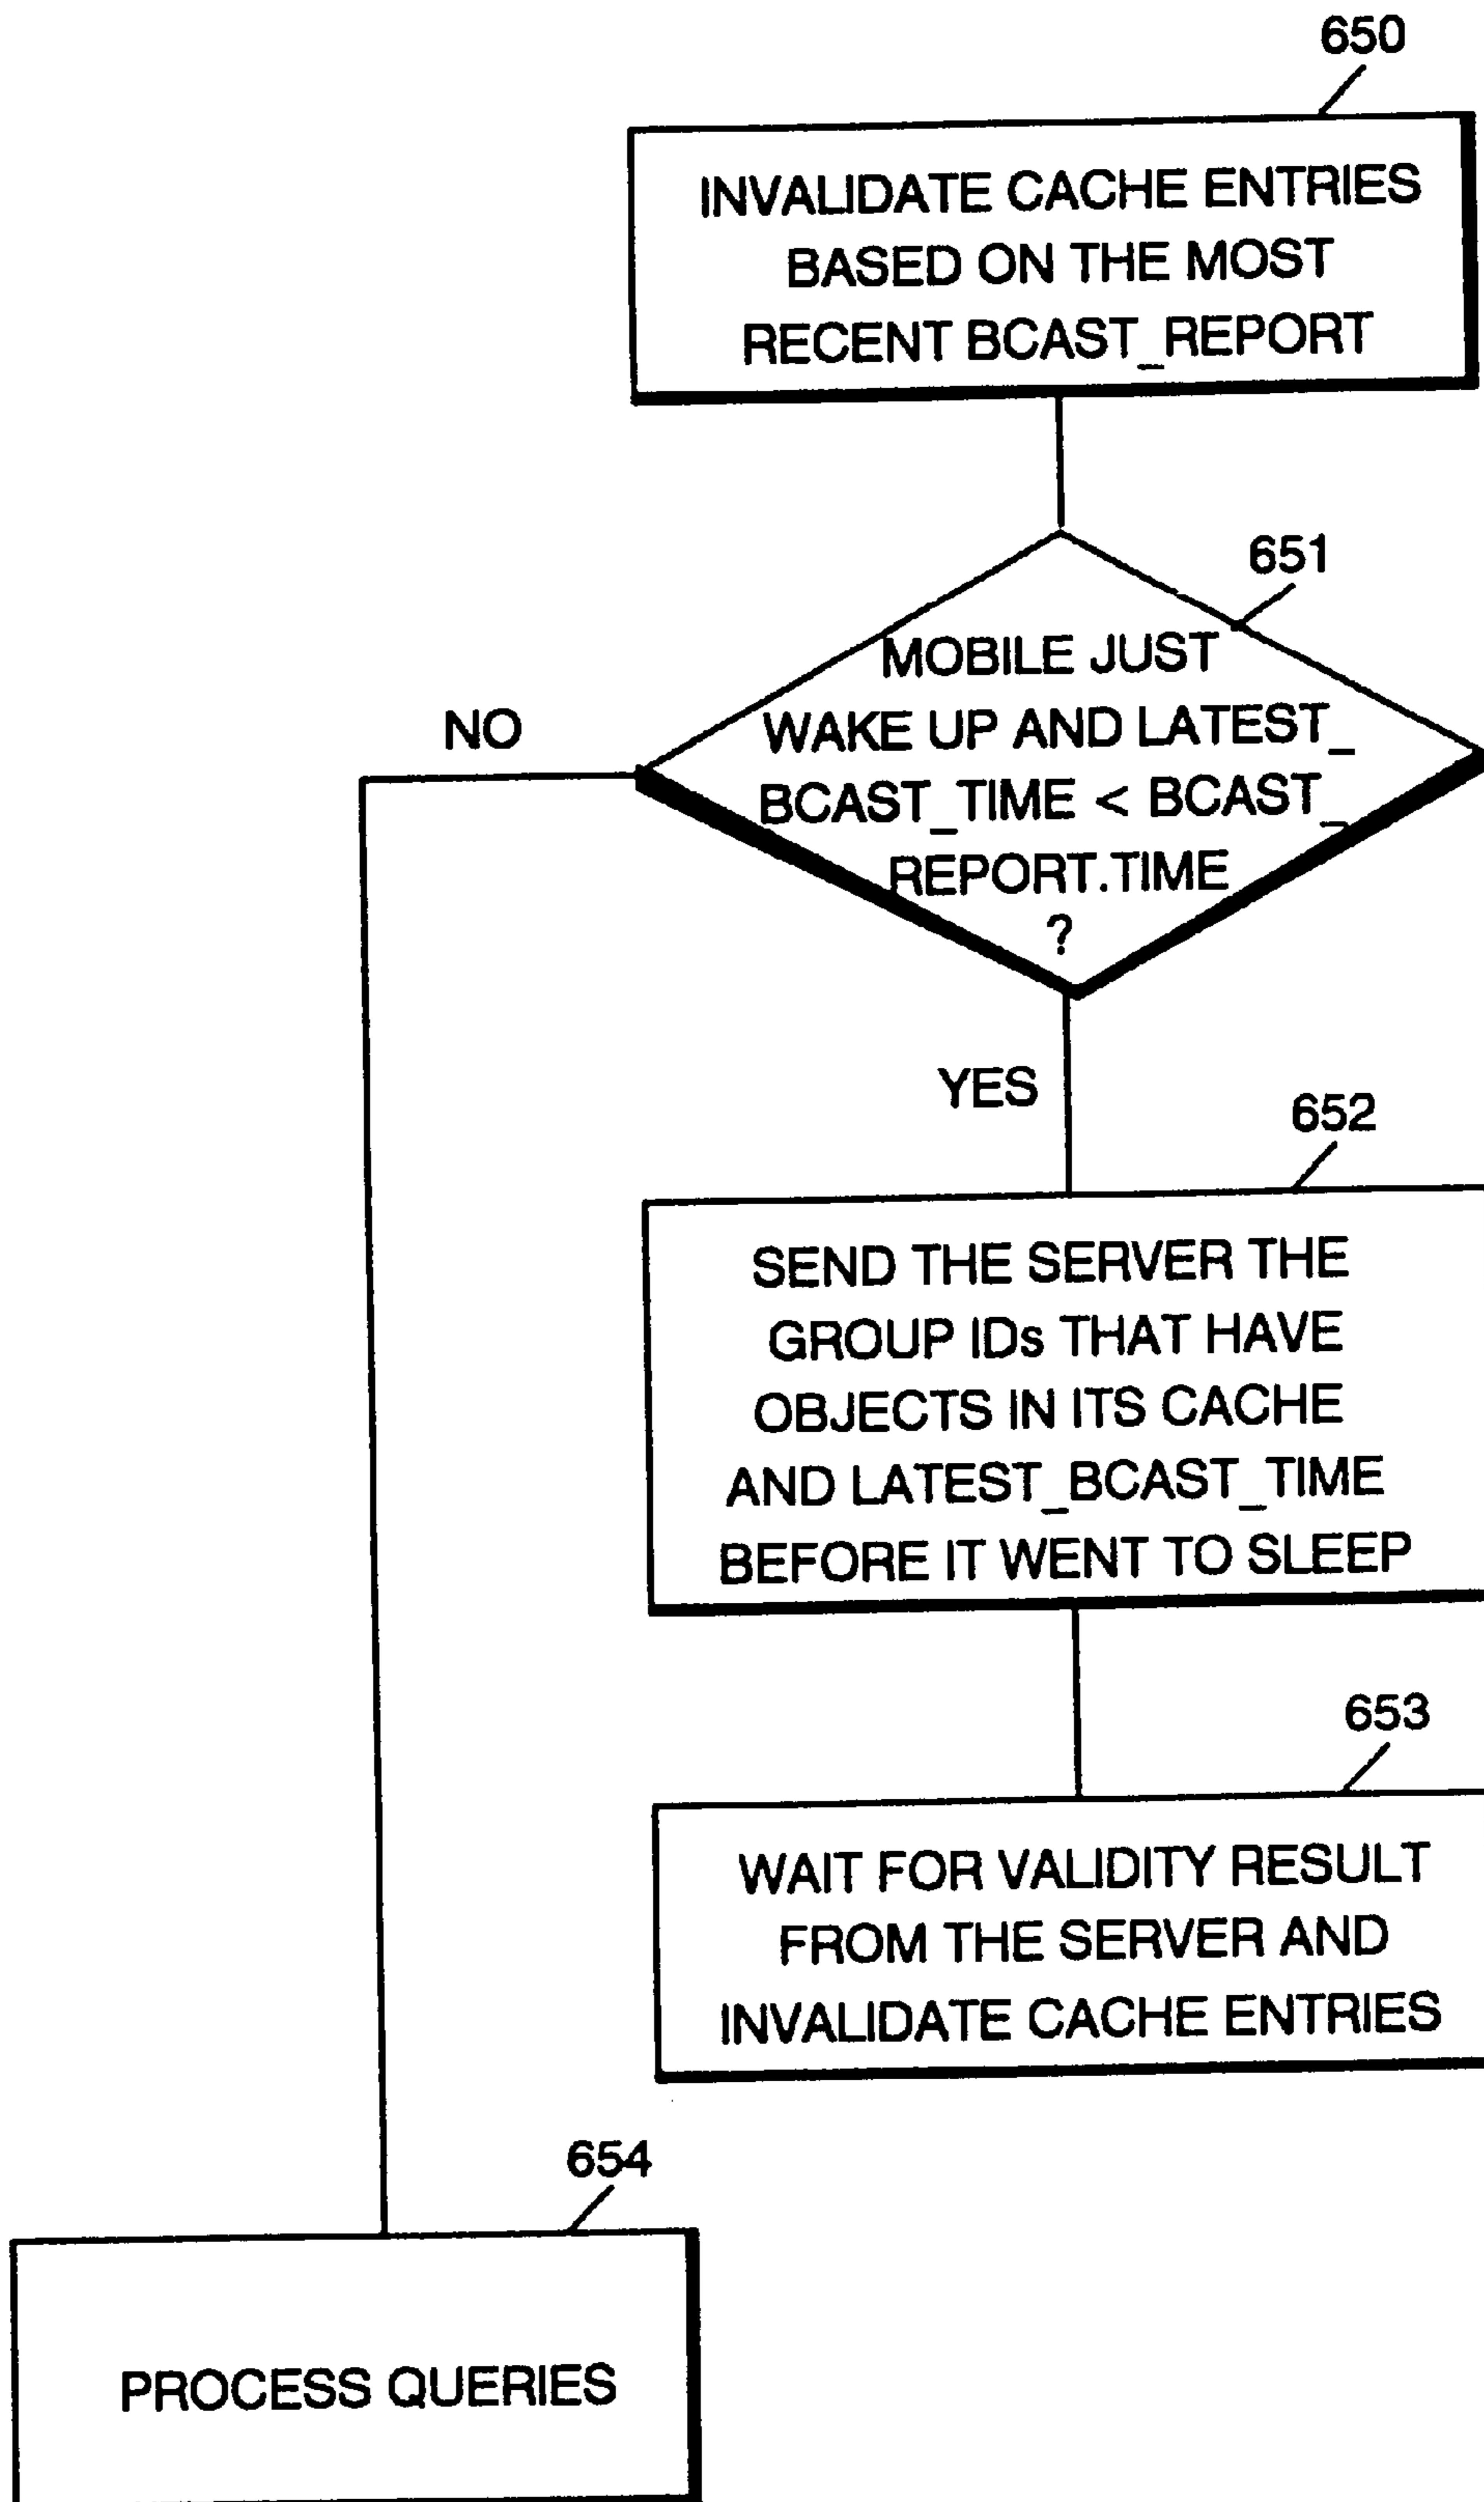 650
INVALIDATE CACHE ENTRIES
BASED ON THE MOST
RECENT BCAST_REPORT
651
MOBILE JUST
WAKE UP AND LATEST_
BCAST_TIME < BCAST_
REPORT.TIME
?
NO
YES
652
SEND THE SERVER THE
GROUP IDs THAT HAVE
OBJECTS IN ITS CACHE
AND LATEST_BCAST_TIME
BEFORE IT WENT TO SLEEP
653
WAIT FOR VALIDITY RESULT
FROM THE SERVER AND
INVALIDATE CACHE ENTRIES
654
PROCESS QUERIES